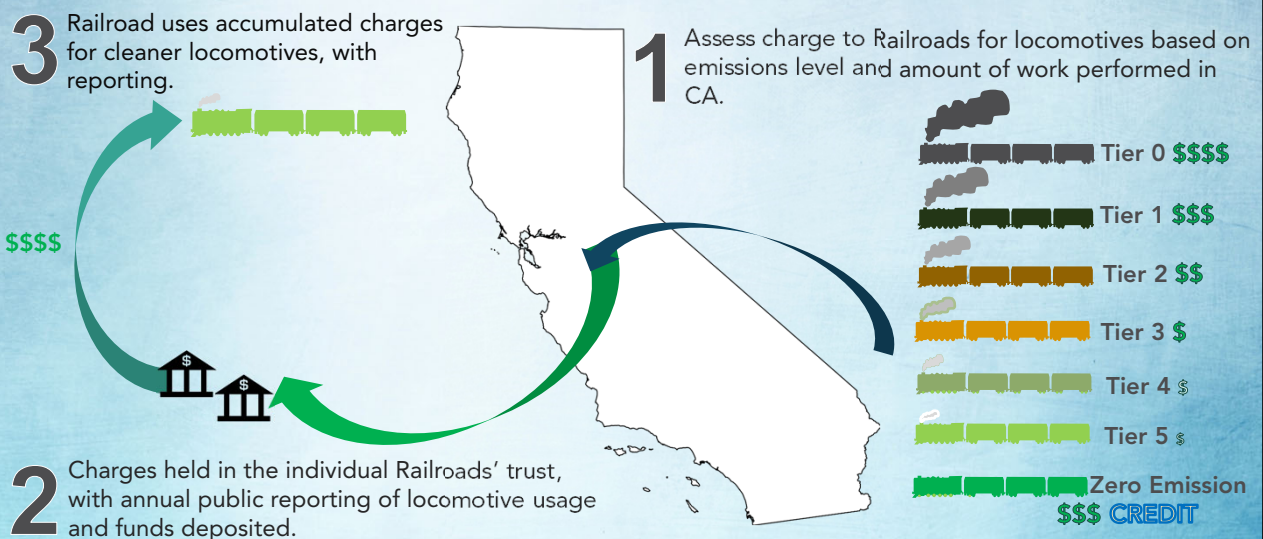 1
Assess charge to Railroads for locomotives based on
emissions level and amount of work performed in
CA.
Tier 0 $$$$
Tier 1 $$$
Tier 2 $$
Tier 3 $
Tier 4 $
Tier 5 $
Zero Emission
$$$ CREDIT
2
Charges held in the individual Railroads’ trust,
with annual public reporting of locomotive usage
and funds deposited.
$
$
3
Railroad uses accumulated charges
for cleaner locomotives, with
reporting.
$$$$